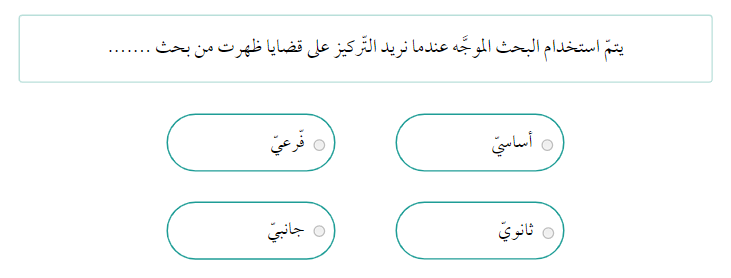 يتمّ استخدام البحث الموجَّه عندما نريد التّركيز على قضايا ظهرت من بحث .......
أساسيّ
فّرعيّ
ثانويّ
جانبيّ